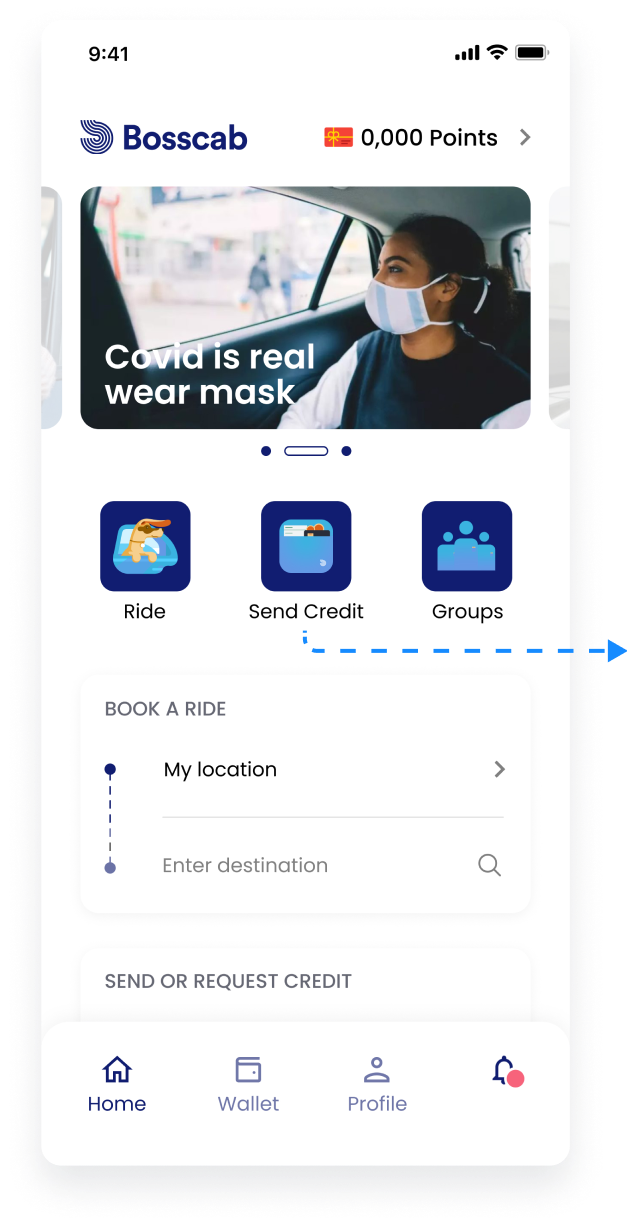 9:41
Bosscab
0,000 Points
Covid is real
wear mask
Ride
Send Credit
Groups
BOOK A RIDE
My location
Enter destination
SEND OR REQUEST CREDIT
Home
Wallet
Profile